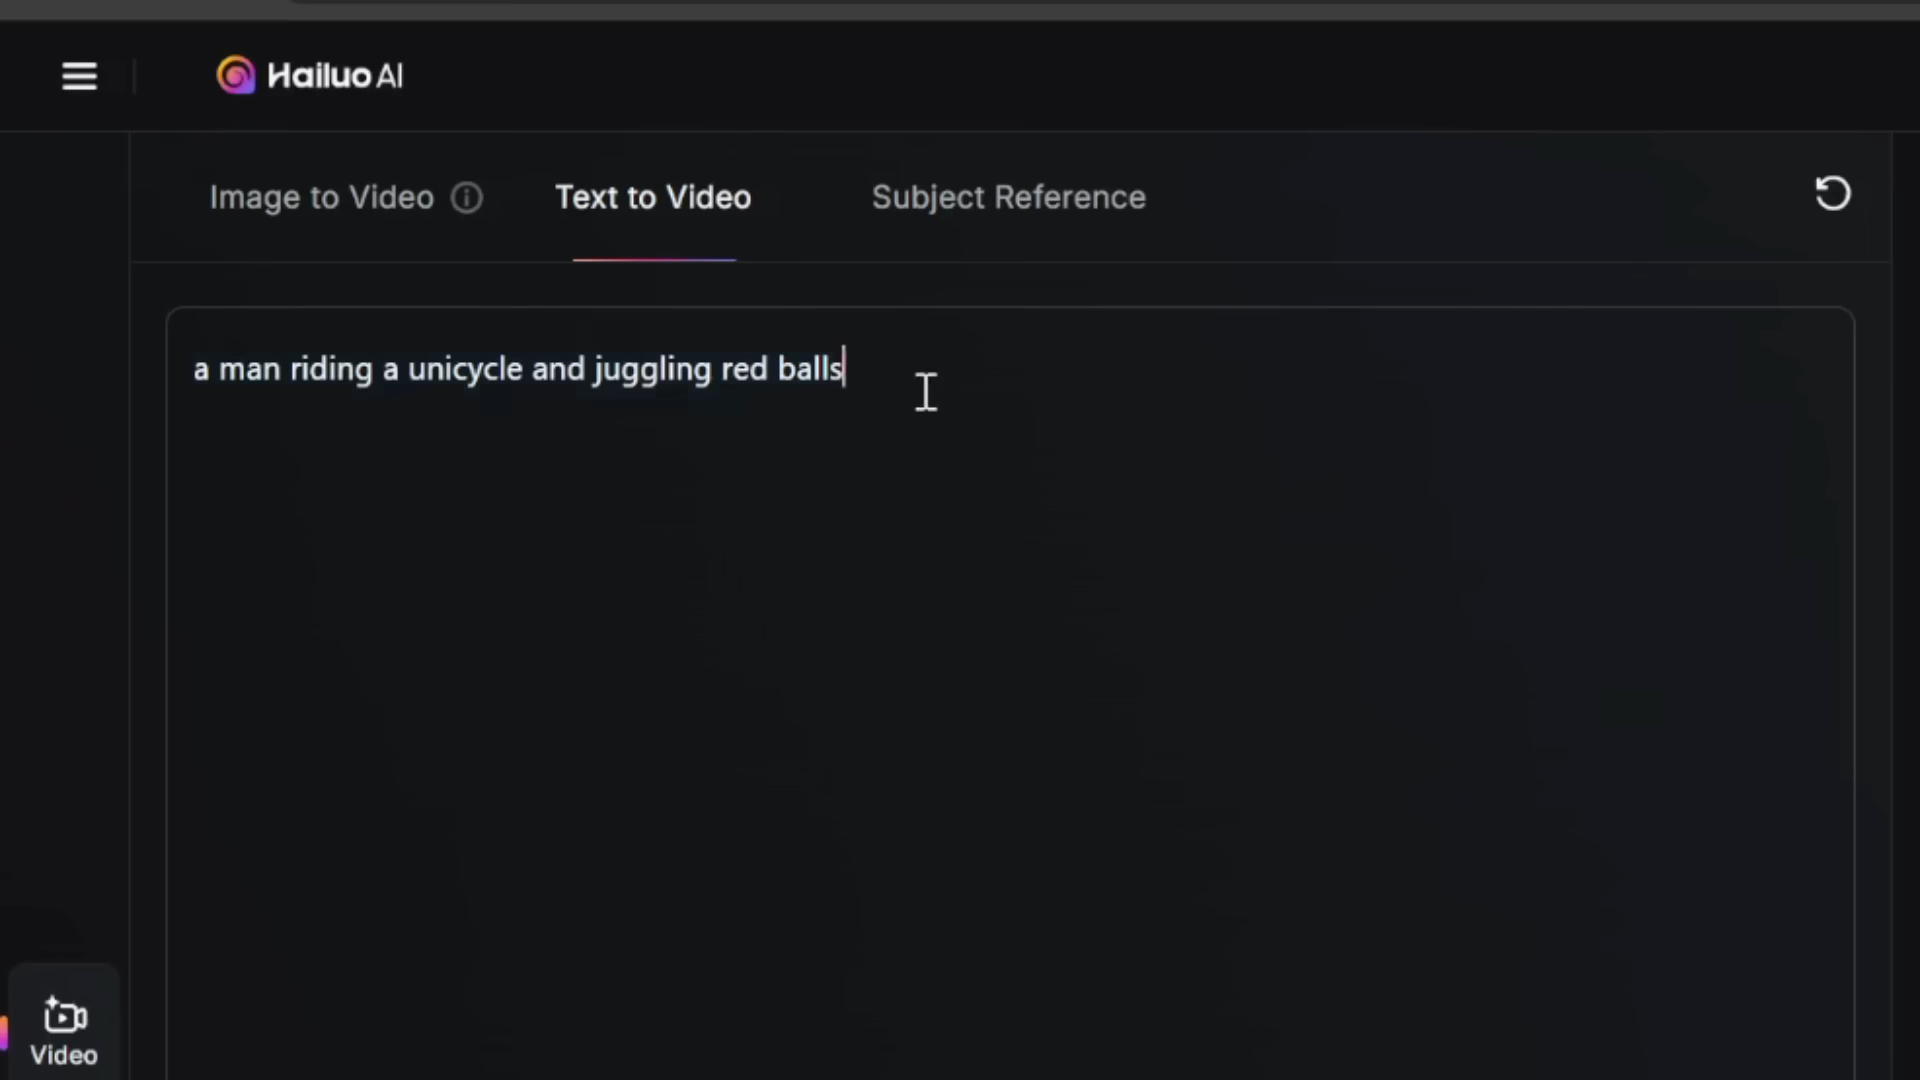 Hailuo AI
Image to Video
Text to Video
Subject Reference
a man riding a unicycle and juggling red balls
Video